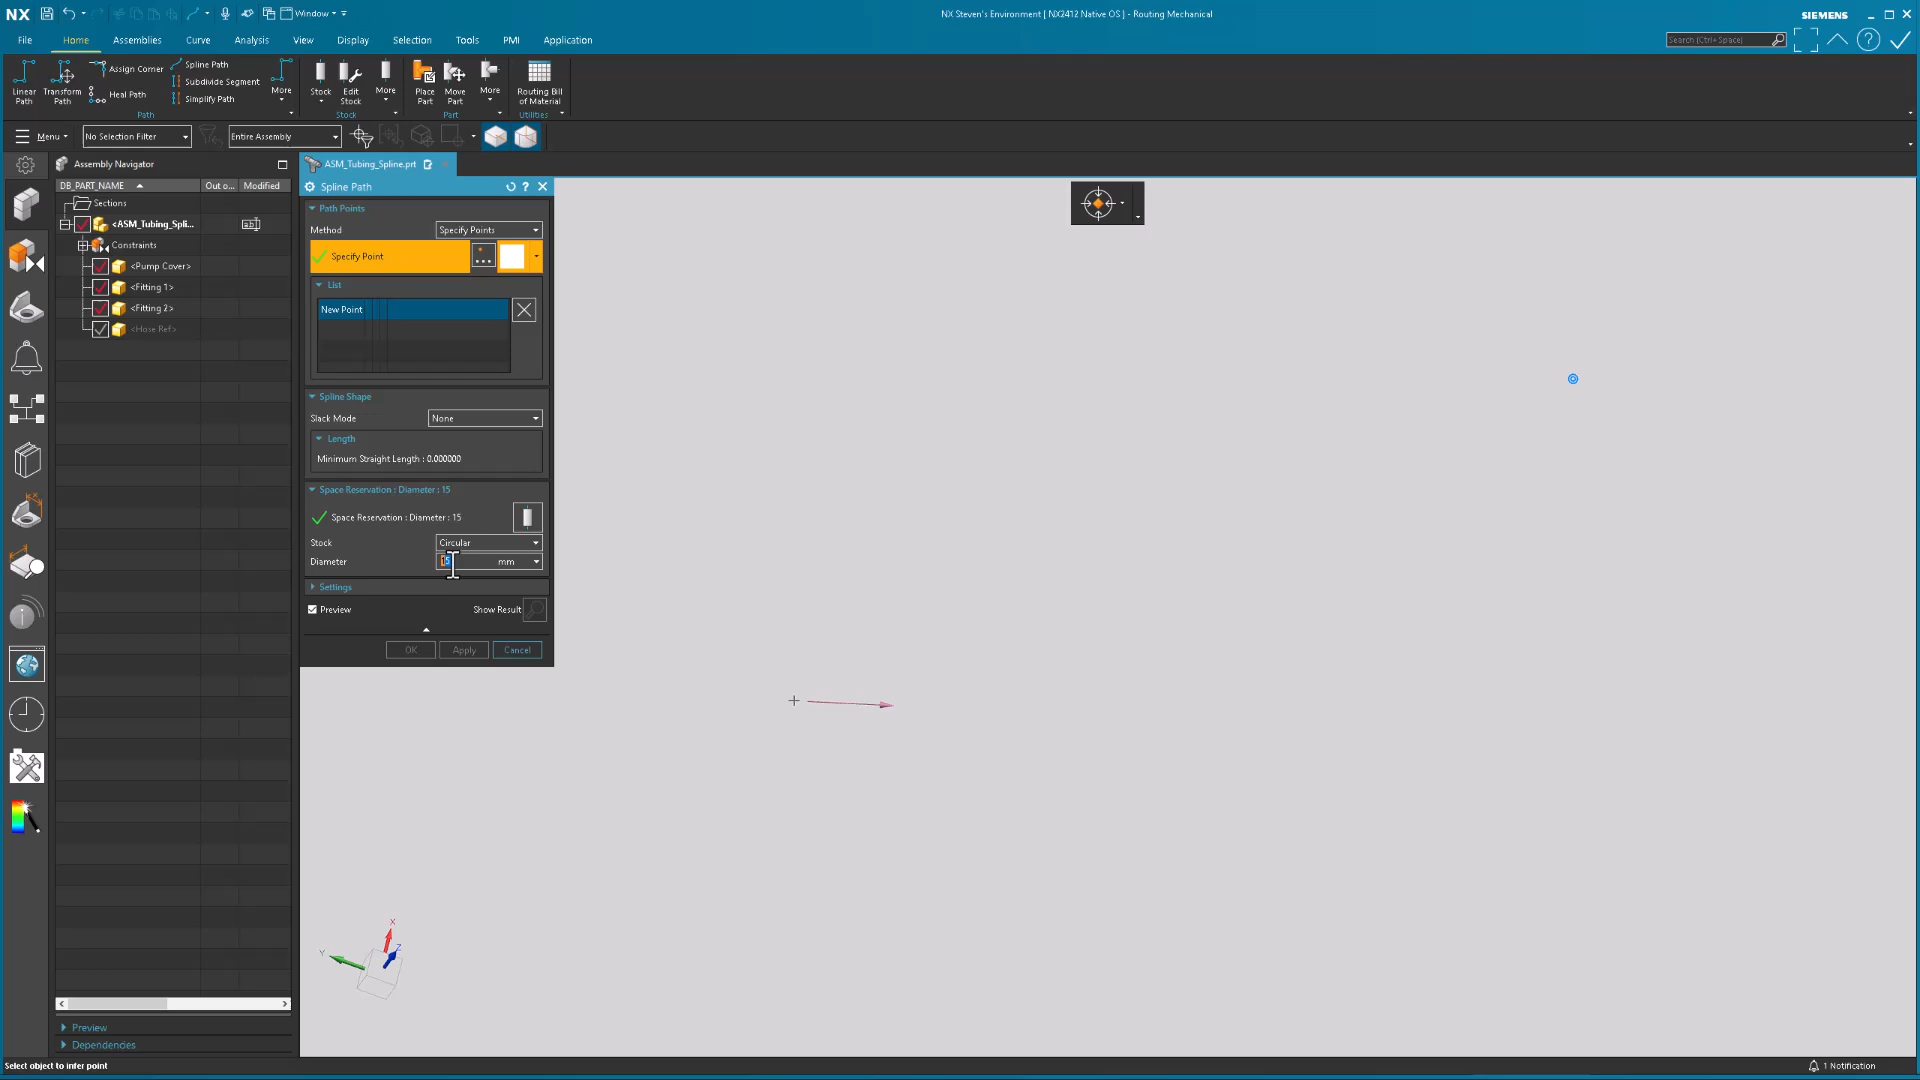 NX Window NX Steven's Environment [ NX2412 Native OS ] - Routing Mechanical SIEMENS
File Home Assemblies Curve Analysis View Display Selection Tools PMI Application Search (Ctrl+Space)
Linear Path Transform Path Assign Corner Heal Path Spline Path Subdivide Segment Simplify Path More Stock Edit Stock More Place Part Move Part More Routing Bill of Material
Path Stock Part Utilities
Menu No Selection Filter Entire Assembly
Assembly Navigator
DB_PART_NAME Out o... Modified
Sections
<ASM_Tubing_Spli...
Constraints
<Pump Cover>
<Fitting 1>
<Fitting 2>
<Hose Ref>
Preview
Dependencies
ASM_Tubing_Spline.prt
Spline Path
Path Points
Method Specify Points
Specify Point
List
New Point
Spline Shape
Slack Mode None
Length
Minimum Straight Length : 0.000000
Space Reservation : Diameter : 15
Space Reservation : Diameter : 15
Stock Circular
Diameter 15 mm
Settings
Preview Show Result
OK Apply Cancel
X
Y
Z
Select object to infer point 1 Notification